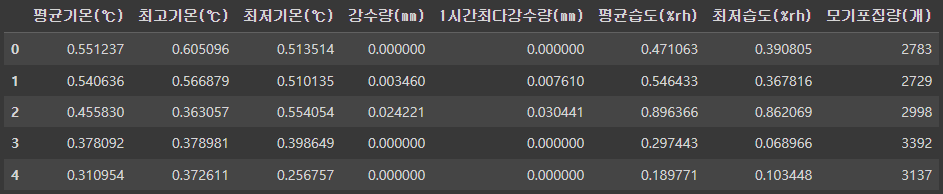 평균기온(℃) 최고기온(℃) 최저기온(℃) 강수량(㎜) 1시간최다강수량(㎜) 평균습도(%rh) 최저습도(%rh) 모기포집량(개)
0 0.551237 0.605096 0.513514 0.000000 0.000000 0.471063 0.390805 2783
1 0.540636 0.566879 0.510135 0.003460 0.007610 0.546433 0.367816 2729
2 0.455830 0.363057 0.554054 0.024221 0.030441 0.896366 0.862069 2998
3 0.378092 0.378981 0.398649 0.000000 0.000000 0.297443 0.068966 3392
4 0.310954 0.372611 0.256757 0.000000 0.000000 0.189771 0.103448 3137